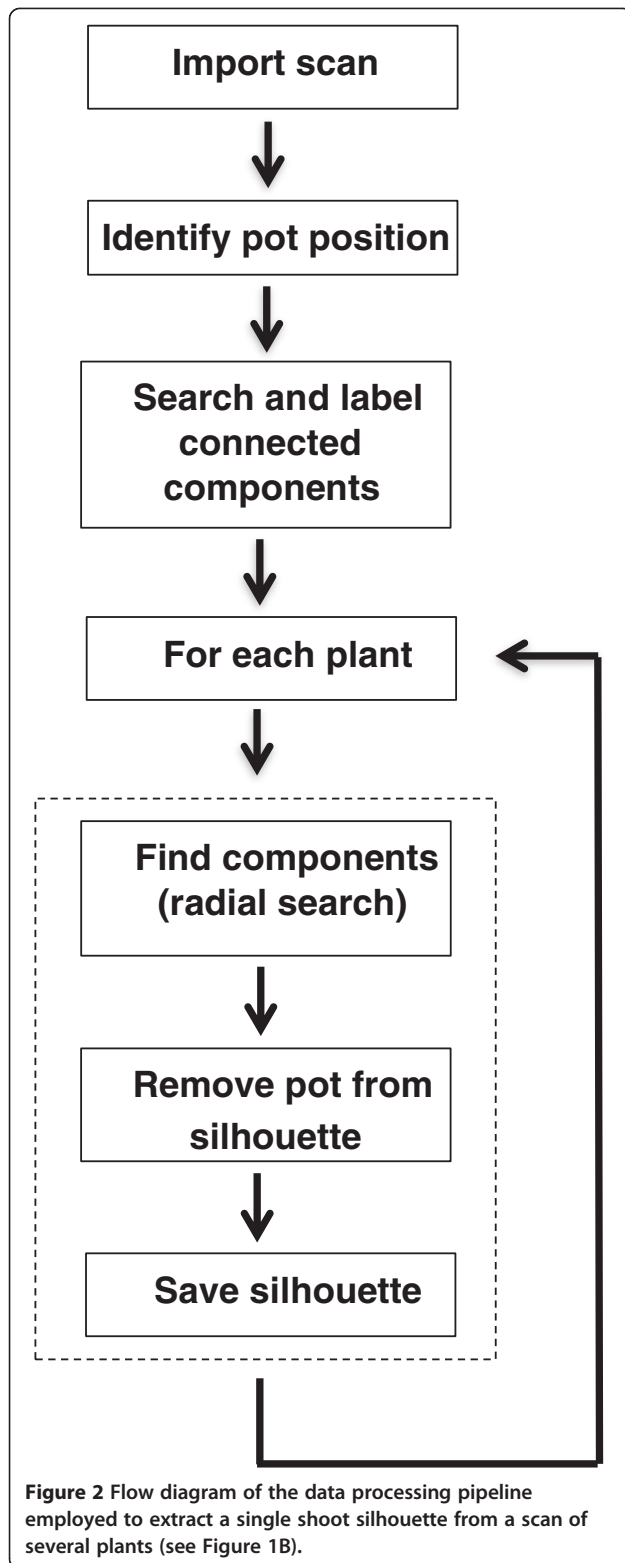 Import scan
Identify pot position
Search and label
connected
components
For each plant
Find components
(radial search)
Remove pot from
silhouette
Save silhouette
Figure 2 Flow diagram of the data processing pipeline
employed to extract a single shoot silhouette from a scan of
several plants (see Figure 1B).